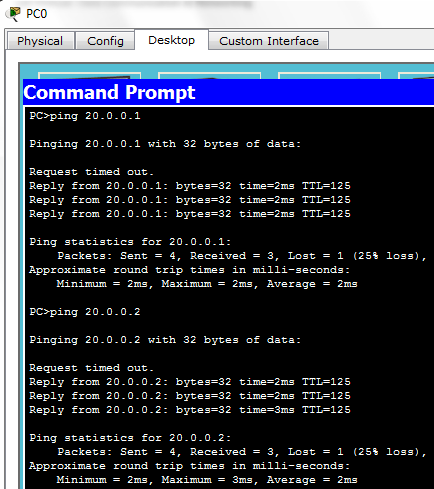 PC0
Physical Config Desktop Custom Interface
Command Prompt
PC>ping 20.0.0.1
Pinging 20.0.0.1 with 32 bytes of data:
Request timed out.
Reply from 20.0.0.1: bytes=32 time=2ms TTL=125
Reply from 20.0.0.1: bytes=32 time=2ms TTL=125
Reply from 20.0.0.1: bytes=32 time=2ms TTL=125
Ping statistics for 20.0.0.1:
Packets: Sent = 4, Received = 3, Lost = 1 (25% loss),
Approximate round trip times in milli-seconds:
Minimum = 2ms, Maximum = 2ms, Average = 2ms
PC>ping 20.0.0.2
Pinging 20.0.0.2 with 32 bytes of data:
Request timed out.
Reply from 20.0.0.2: bytes=32 time=2ms TTL=125
Reply from 20.0.0.2: bytes=32 time=2ms TTL=125
Reply from 20.0.0.2: bytes=32 time=3ms TTL=125
Ping statistics for 20.0.0.2:
Packets: Sent = 4, Received = 3, Lost = 1 (25% loss),
Approximate round trip times in milli-seconds:
Minimum = 2ms, Maximum = 3ms, Average = 2ms